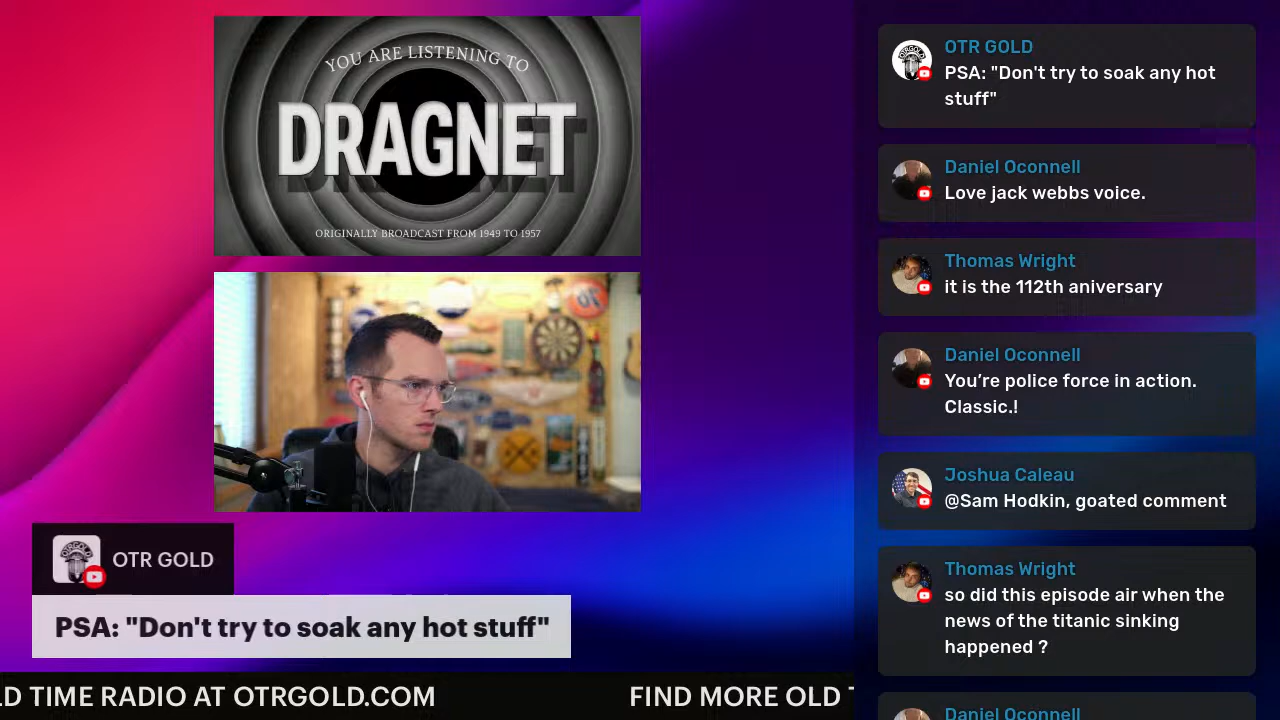 YOU ARE LISTENING TO
DRAGNET
ORIGINALLY BROADCAST FROM 1949 TO 1957
OTR GOLD
PSA: "Don't try to soak any hot stuff"
LD TIME RADIO AT OTRGOLD.COM
FIND MORE OLD T
OTR GOLD
PSA: "Don't try to soak any hot
stuff"
Daniel Oconnell
Love jack webbs voice.
Thomas Wright
it is the 112th aniversary
Daniel Oconnell
You’re police force in action.
Classic.!
Joshua Caleau
@Sam Hodkin, goated comment
Thomas Wright
so did this episode air when the
news of the titanic sinking
happened ?
Daniel Oconnell